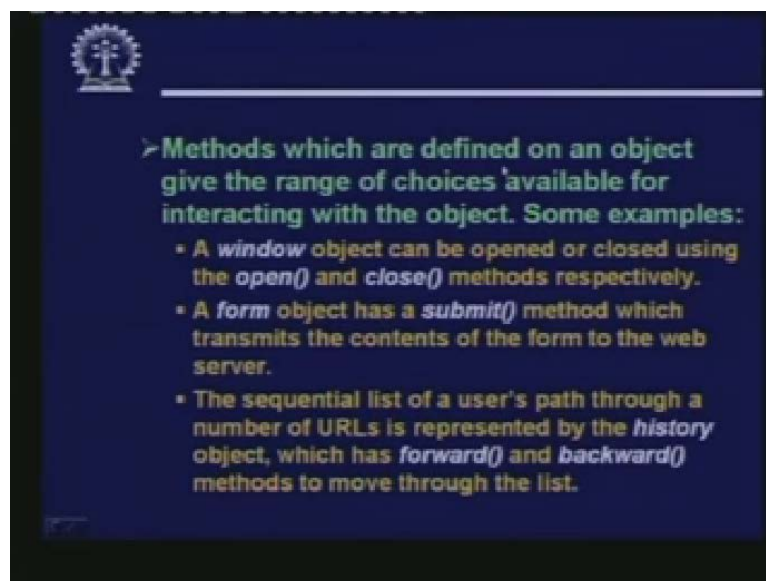 ➢Methods which are defined on an object
give the range of choices available for
interacting with the object. Some examples:
▪ A window object can be opened or closed using
the open() and close() methods respectively.
▪ A form object has a submit() method which
transmits the contents of the form to the web
server.
▪ The sequential list of a user's path through a
number of URLs is represented by the history
object, which has forward() and backward()
methods to move through the list.